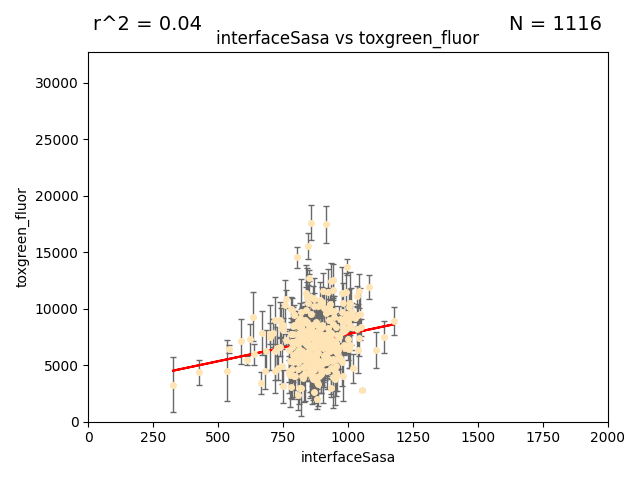 r^2 = 0.04
N = 1116
interfaceSasa vs toxgreen_fluor
30000
25000
20000
15000
10000
5000
0
toxgreen_fluor
0 250 500 750 1000 1250 1500 1750 2000
interfaceSasa